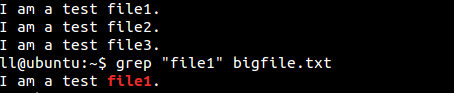 I am a test file1.
I am a test file2.
I am a test file3.
ll@ubuntu:~$ grep "file1" bigfile.txt
I am a test file1.